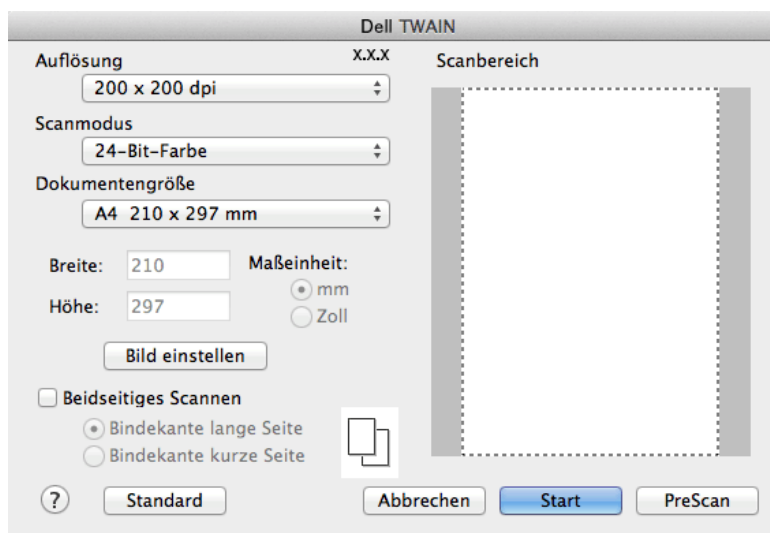 Dell TWAIN
Auflösung
X.X.X
200 x 200 dpi
Scanmodus
24-Bit-Farbe
Dokumentengröße
A4 210 x 297 mm
Breite:
210
Maßeinheit:
mm
Höhe:
297
Zoll
Bild einstellen
Beidseitiges Scannen
Bindekante lange Seite
Bindekante kurze Seite
Scanbereich
?
Standard
Abbrechen
Start
PreScan